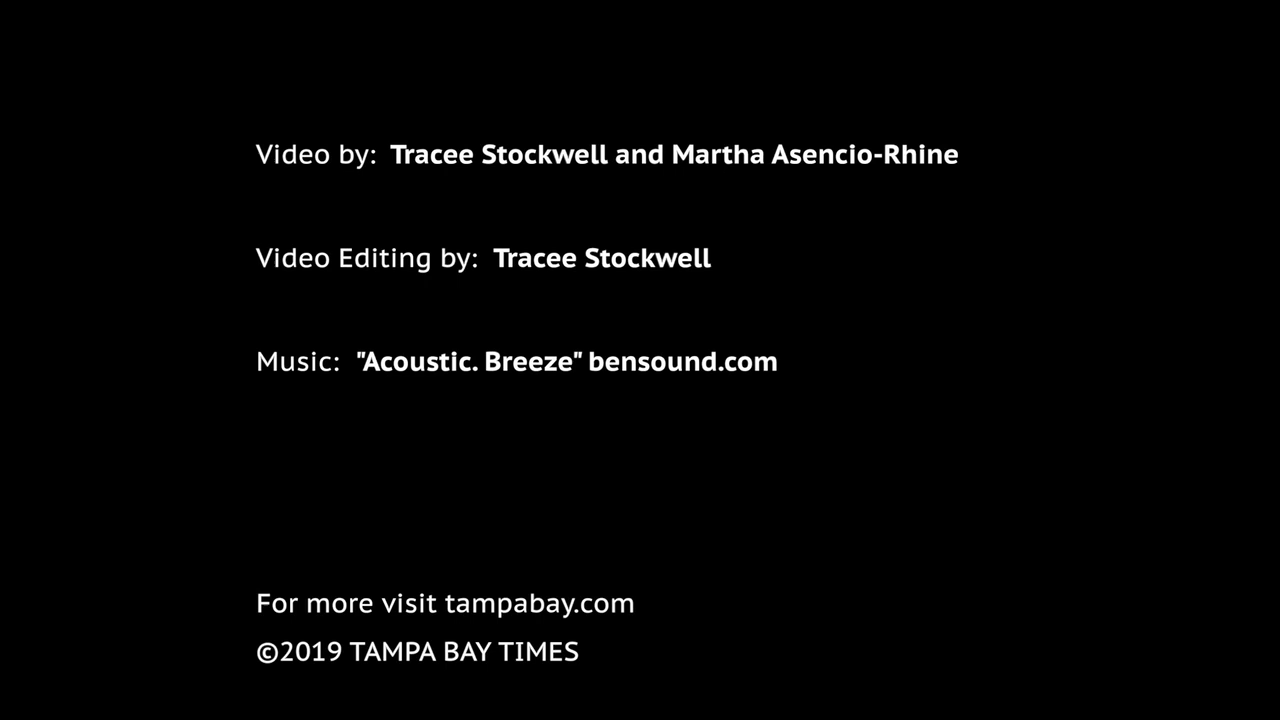 Video by: Tracee Stockwell and Martha Asencio-Rhine
Video Editing by: Tracee Stockwell
Music: "Acoustic. Breeze" bensound.com
For more visit tampabay.com
©2019 TAMPA BAY TIMES